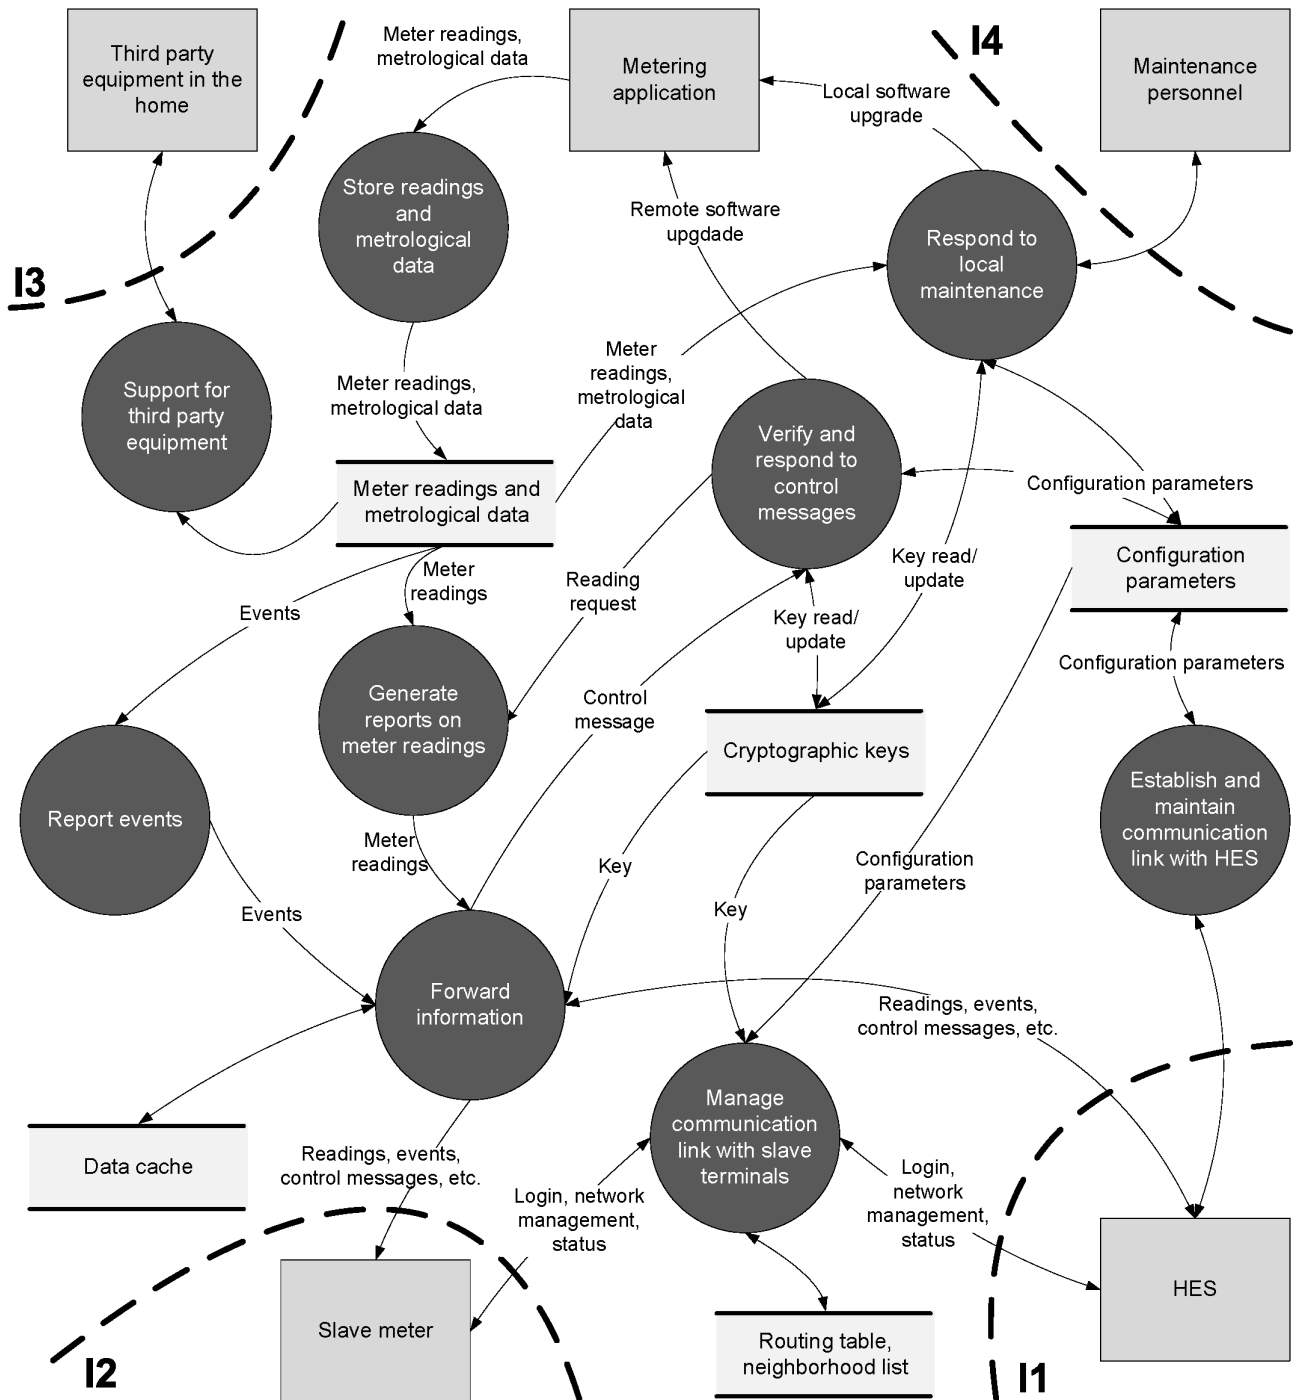 Third party
equipment in the
home
Meter readings,
metrological data
Metering
application
I4
Maintenance
personnel
Local software
upgrade
Store readings
and
metrological
data
Remote software
upgdade
Respond to
local
maintenance
I3
Support for
third party
equipment
Meter readings,
metrological data
Meter
readings,
metrological
data
Verify and
respond to
control
messages
Configuration parameters
Meter readings and
metrological data
Configuration
parameters
Key read/
update
Meter
readings
Reading
request
Events
Key read/
update
Configuration parameters
Generate
reports on
meter readings
Control
message
Cryptographic keys
Report events
Establish and
maintain
communication
link with HES
Meter
readings
Key
Configuration
parameters
Key
Events
Forward
information
Readings, events,
control messages, etc.
Manage
communication
link with slave
terminals
Data cache
Readings, events,
control messages, etc.
Login, network
management,
status
Login,
network
management,
status
HES
Slave meter
Routing table,
neighborhood list
I2
I1